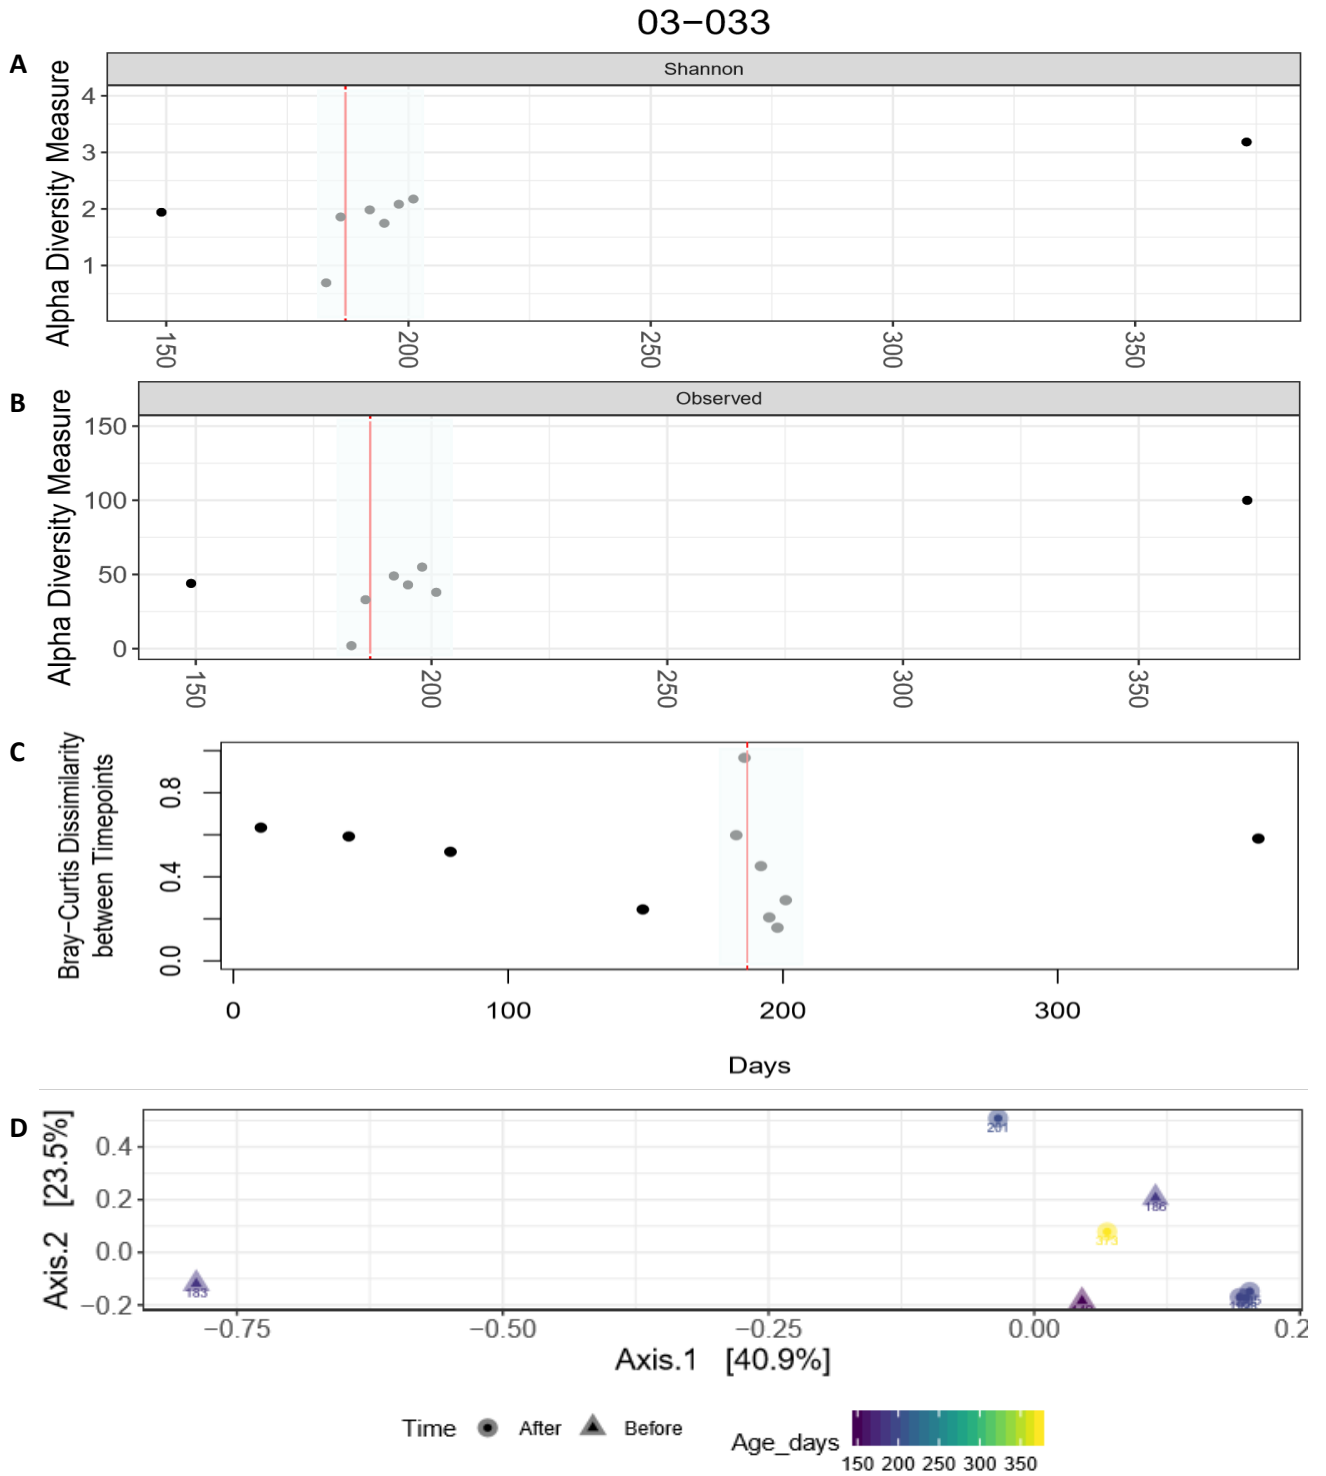 03−033
A
Shannon
Alpha Diversity Measure
4
3
2
1
150 200 250 300 350
B
Observed
Alpha Diversity Measure
150
100
50
0
150 200 250 300 350
C
Bray−Curtis Dissimilarity
between Timepoints
0.8
0.4
0.0
0 100 200 300
Days
D
Axis.2 [23.5%]
0.4
0.2
0.0
−0.2
201
186
373
183
−0.75 −0.50 −0.25 0.00 0.2
Axis.1 [40.9%]
Time After Before
Age_days
150 200 250 300 350